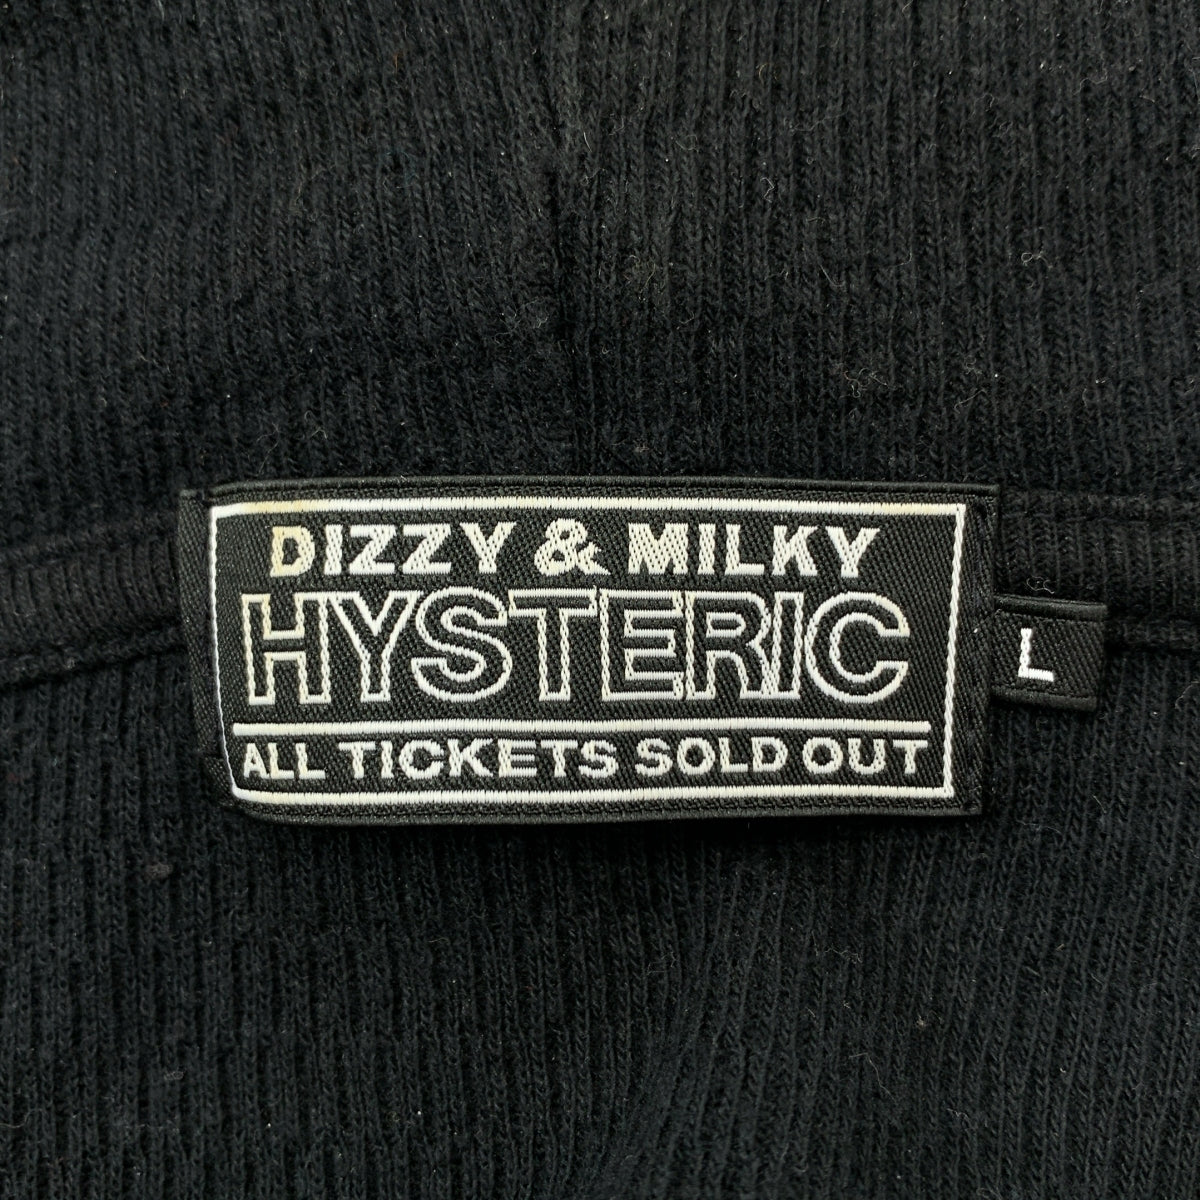 DIZZY & MILKY
HYSTERIC
ALL TICKETS SOLD OUT
L